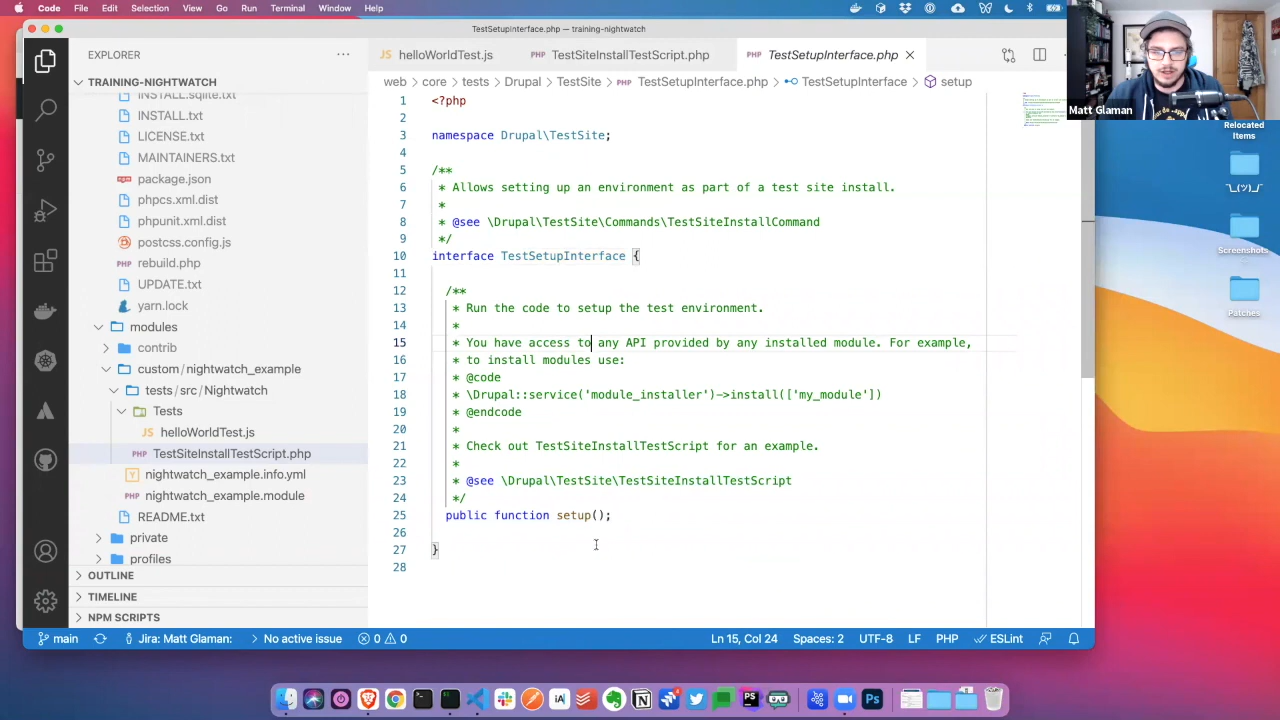 Code File Edit Selection View Go Run Terminal Window Help
TestSetupInterface.php — training-nightwatch
EXPLORER
TRAINING-NIGHTWATCH
INSTALL.sqlite.txt
INSTALL.txt
LICENSE.txt
MAINTAINERS.txt
package.json
phpcs.xml.dist
phpunit.xml.dist
postcss.config.js
rebuild.php
UPDATE.txt
yarn.lock
modules
contrib
custom / nightwatch_example
tests / src / Nightwatch
Tests
JS helloWorldTest.js
PHP TestSiteInstallTestScript.php
nightwatch_example.info.yml
PHP nightwatch_example.module
README.txt
private
profiles
OUTLINE
TIMELINE
NPM SCRIPTS
JS helloWorldTest.js PHP TestSiteInstallTestScript.php PHP TestSetupInterface.php
web › core › tests › Drupal › TestSite › PHP TestSetupInterface.php › TestSetupInterface › setup
1 <?php
3 namespace Drupal\TestSite;
4
5 /**
6 * Allows setting up an environment as part of a test site install.
7 *
8 * @see \Drupal\TestSite\Commands\TestSiteInstallCommand
9 */
10 interface TestSetupInterface {
11
12 /**
13 * Run the code to setup the test environment.
14 *
15 * You have access to any API provided by any installed module. For example,
16 * to install modules use:
17 * @code
18 * \Drupal::service('module_installer')->install(['my_module'])
19 * @endcode
20 *
21 * Check out TestSiteInstallTestScript for an example.
22 *
23 * @see \Drupal\TestSite\TestSiteInstallTestScript
24 */
25 public function setup();
26
27 }
28
main Jira: Matt Glaman: No active issue 0 0 Ln 15, Col 24 Spaces: 2 UTF-8 LF PHP ESLint
Matt Glaman
Relocated
Items
¯\_(ツ)_/¯
Screenshots
Patches